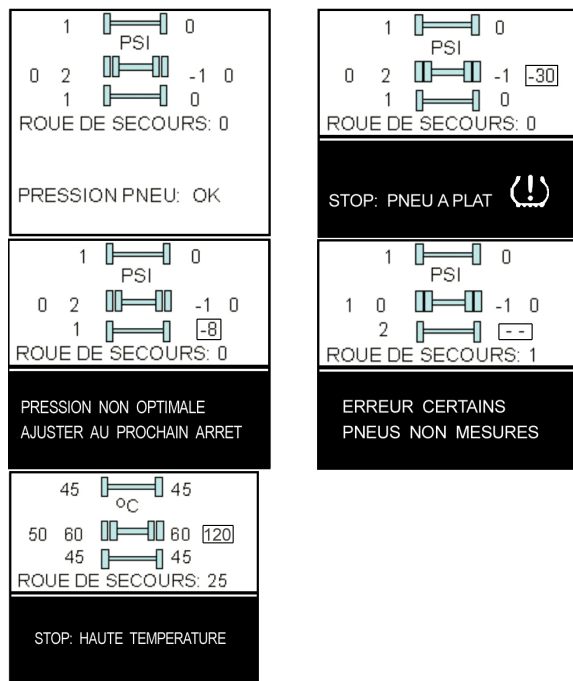 1 0
PSI
0 2 -1 0
1 0
ROUE DE SECOURS: 0
PRESSION PNEU: OK
1 0
PSI
0 2 -1 -30
1 0
ROUE DE SECOURS: 0
STOP: PNEU A PLAT (!)
1 0
PSI
0 2 -1 0
1 -8
ROUE DE SECOURS: 0
PRESSION NON OPTIMALE
AJUSTER AU PROCHAIN ARRET
1 0
PSI
1 0 -1 0
2 - -
ROUE DE SECOURS: 1
ERREUR CERTAINS
PNEUS NON MESURES
45 45
ºC
50 60 60 120
45 45
ROUE DE SECOURS: 25
STOP: HAUTE TEMPERATURE